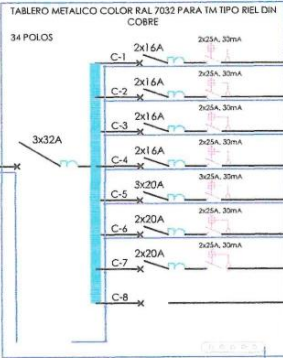 TABLERO METALICO COLOR RAL 7032 PARA TM TIPO RIEL DIN
COBRE
34 POLOS
3x32A
C-1 2x16A 2x25A, 30mA
C-2 2x16A 2x25A, 30mA
C-3 2x16A 2x25A, 30mA
C-4 2x16A 2x25A, 30mA
C-5 3x20A 3x25A, 30mA
C-6 2x20A 2x25A, 30mA
C-7 2x20A 2x25A, 30mA
C-8